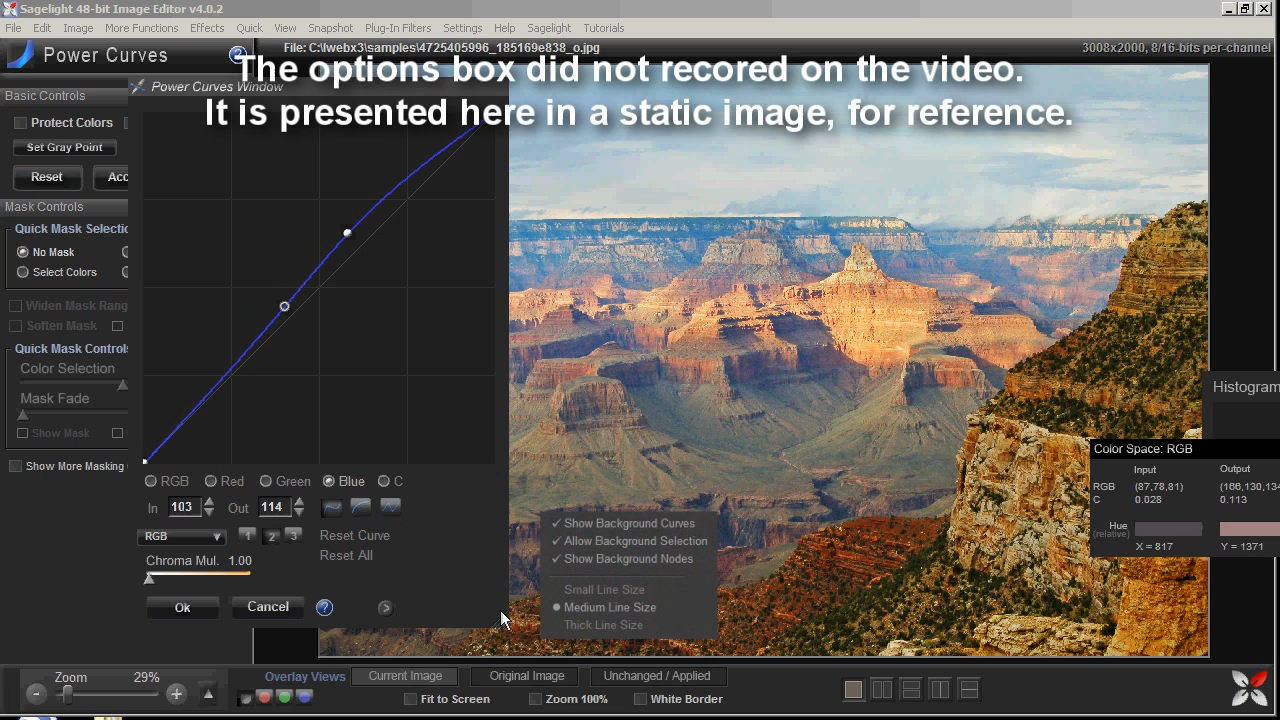 Sagelight 48-bit Image Editor v4.0.2
File Edit Image More Functions Effects Quick View Snapshot Plug-In Filters Settings Help Sagelight Tutorials
Power Curves
File: C:\lwebx3\samples\4725405996_185169e838_o.jpg
3008x2000, 8/16-bits per-channel
The options box did not recored on the video.
It is presented here in a static image, for reference.
Basic Controls
Power Curves Window
Protect Colors
Set Gray Point
Reset
Acc
Mask Controls
Quick Mask Selectio
No Mask
Select Colors
Widen Mask Rang
Soften Mask
Quick Mask Controls
Color Selection
Mask Fade
Show Mask
Show More Masking
RGB Red Green Blue C
In 103 Out 114
RGB 1 2 3
Reset Curve
Reset All
Chroma Mul. 1.00
Ok
Cancel
Show Background Curves
Allow Background Selection
Show Background Nodes
Small Line Size
Medium Line Size
Thick Line Size
Histogram
Color Space: RGB
Input Output
RGB (87,78,81) (166,130,134
C 0.028 0.113
Hue
(relative)
X = 817 Y = 1371
Zoom 29%
Overlay Views
Current Image
Original Image
Unchanged / Applied
Fit to Screen
Zoom 100%
White Border